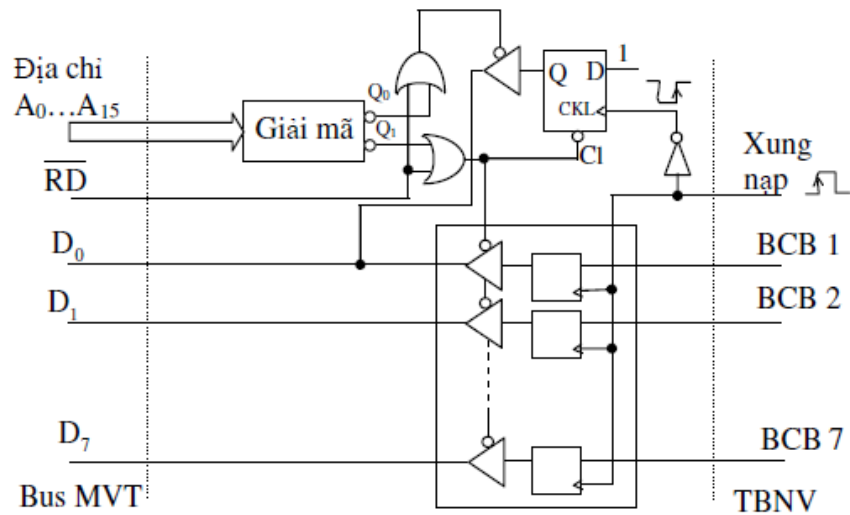 Địa chỉ
A₀…A₁₅
Giải mã
Q₀
Q₁
RD
D₀
D₁
D₇
Bus MVT
Q D
1
CKL
Cl
Xung
nạp
BCB 1
BCB 2
BCB 7
TBNV